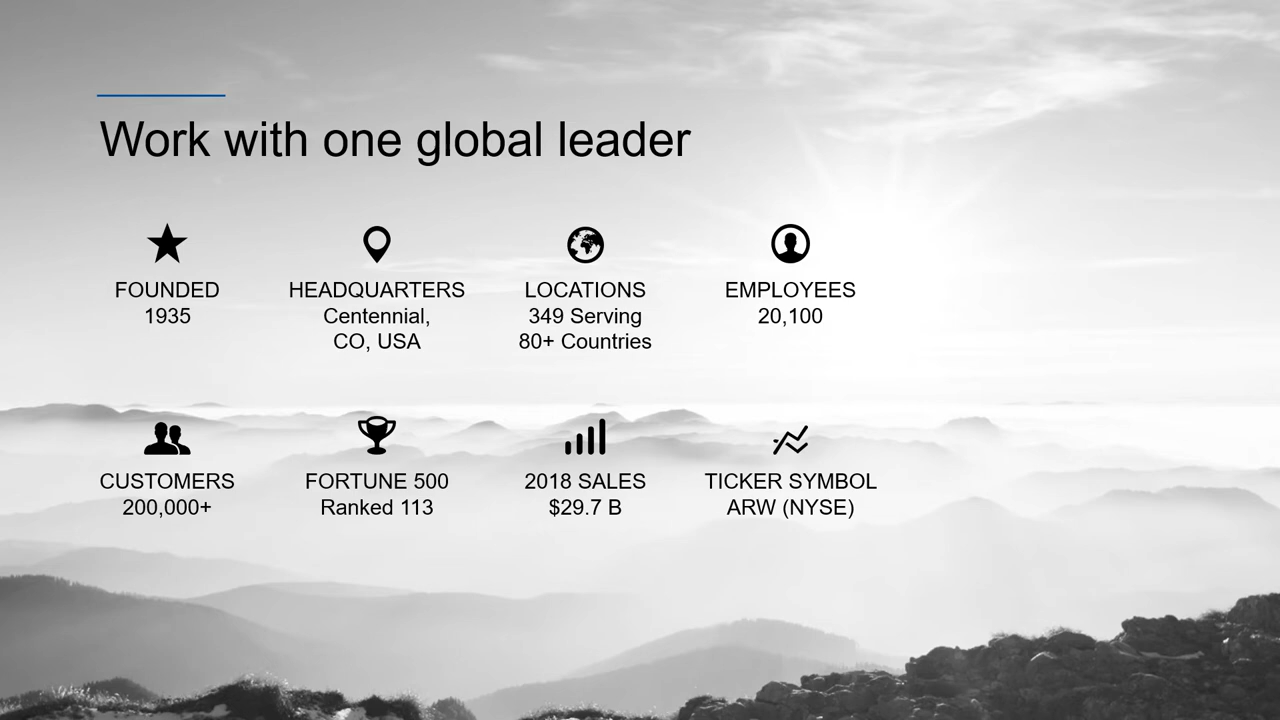 Work with one global leader
FOUNDED
1935
HEADQUARTERS
Centennial,
CO, USA
LOCATIONS
349 Serving
80+ Countries
EMPLOYEES
20,100
CUSTOMERS
200,000+
FORTUNE 500
Ranked 113
2018 SALES
$29.7 B
TICKER SYMBOL
ARW (NYSE)